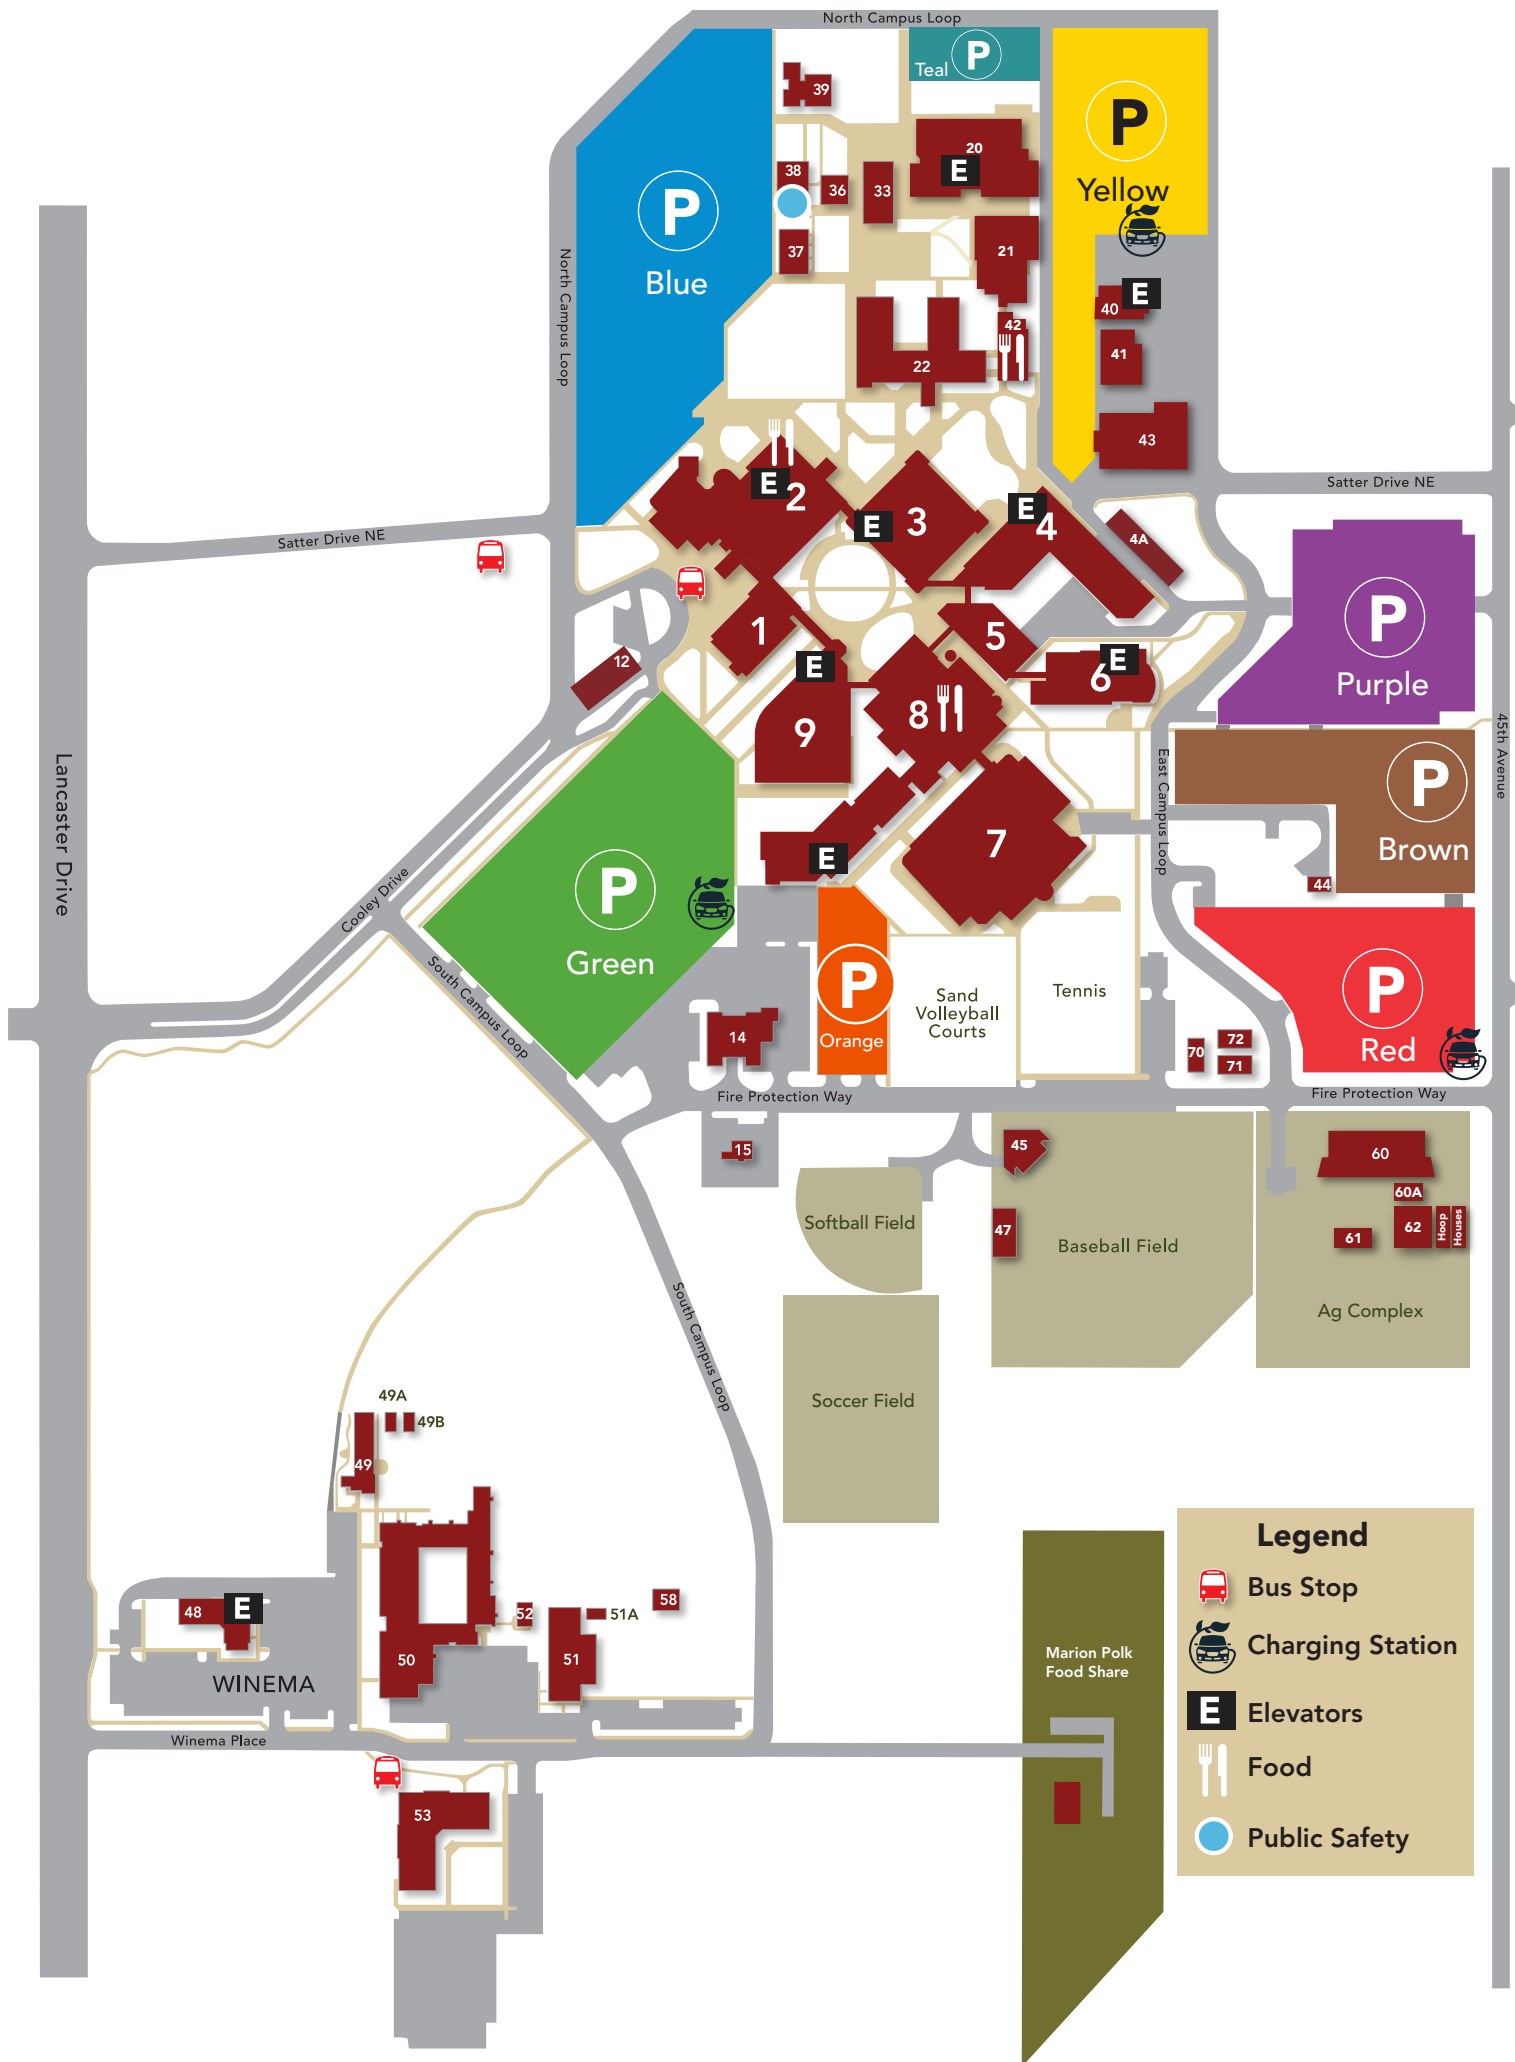 North Campus Loop
P
Teal
P
Yellow
P
Blue
39
20
E
38
36
33
37
21
North Campus Loop
40
E
42
41
22
43
Satter Drive NE
E
2
E
3
E
4
4A
Satter Drive NE
1
5
12
E
E
6
P
Purple
8
9
45th Avenue
Lancaster Drive
East Campus Loop
P
Brown
7
E
44
P
Green
Cooley Drive
South Campus Loop
P
Orange
Sand
Volleyball
Courts
Tennis
P
Red
14
70
72
71
Fire Protection Way
Fire Protection Way
15
45
60
60A
Softball Field
47
Baseball Field
61
62
Hoop
Houses
Ag Complex
South Campus Loop
Soccer Field
49A
49B
49
Legend
Bus Stop
Charging Station
E
Elevators
Food
Public Safety
48
E
52
51A
58
50
51
WINEMA
Marion Polk
Food Share
Winema Place
53